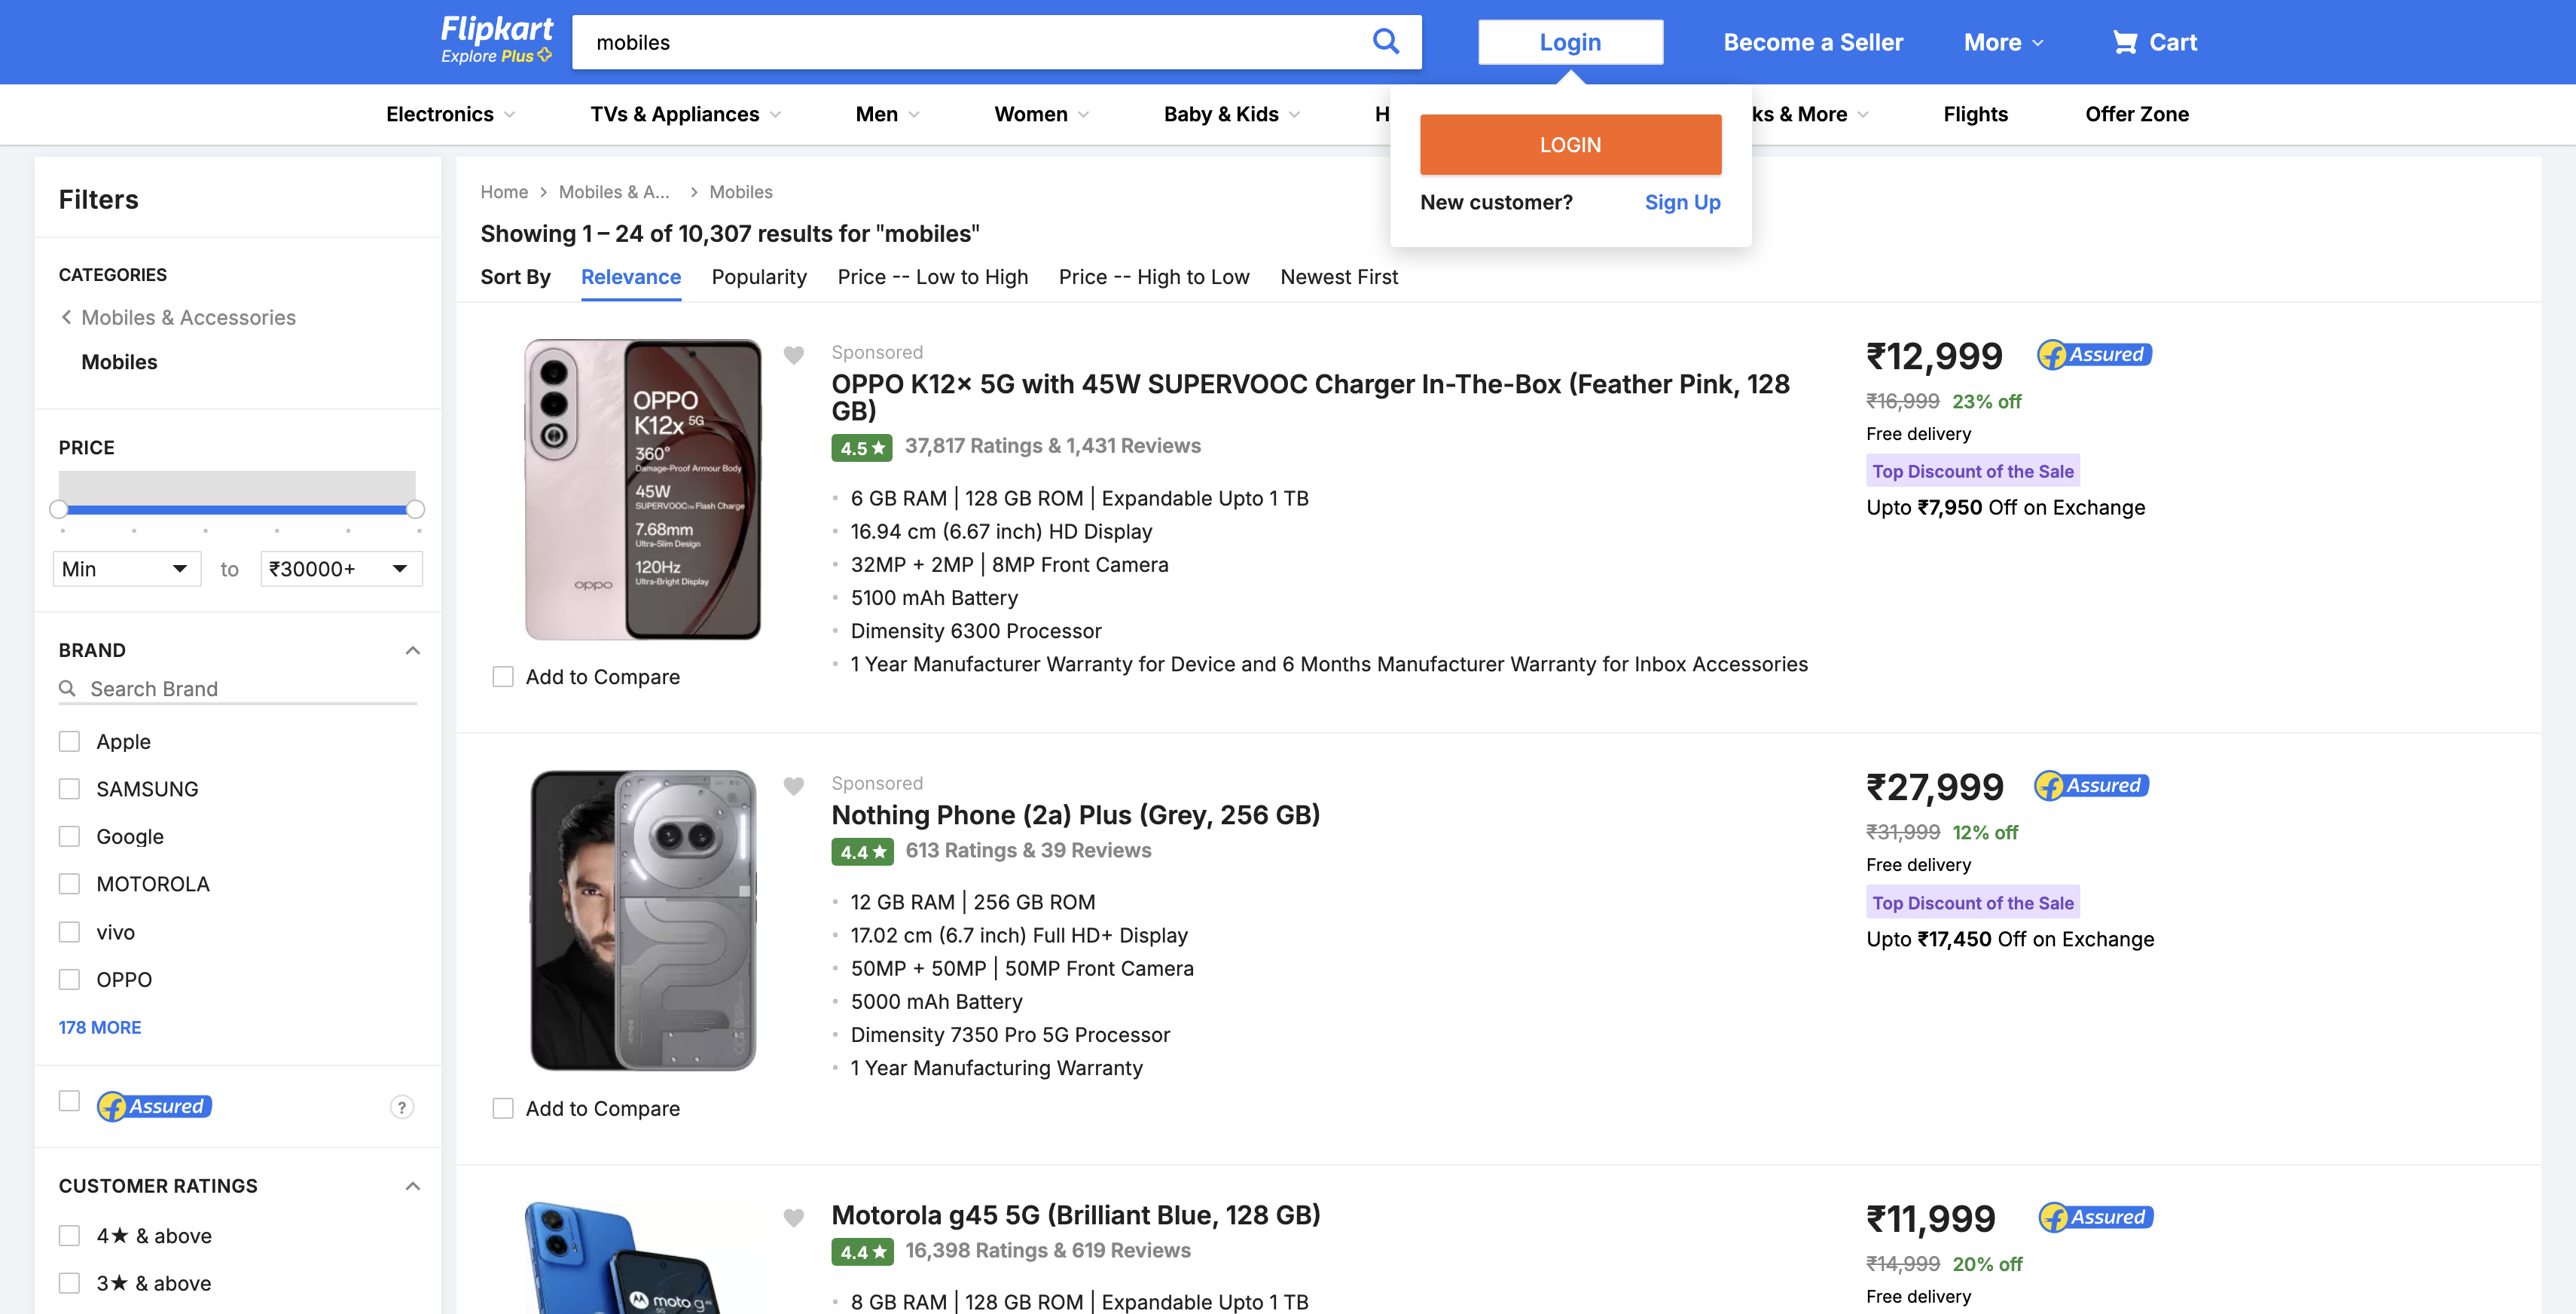 Flipkart
Explore Plus
mobiles
Login
Become a Seller
More
Cart
Electronics
TVs & Appliances
Men
Women
Baby & Kids
H
ks & More
Flights
Offer Zone
LOGIN
New customer? Sign Up
Filters
CATEGORIES
Mobiles & Accessories
Mobiles
PRICE
Min to ₹30000+
BRAND
Search Brand
Apple
SAMSUNG
Google
MOTOROLA
vivo
OPPO
178 MORE
Assured
?
CUSTOMER RATINGS
4★ & above
3★ & above
Home > Mobiles & A... > Mobiles
Showing 1 – 24 of 10,307 results for "mobiles"
Sort By Relevance Popularity Price -- Low to High Price -- High to Low Newest First
OPPO
K12x 5G
360°
Damage-Proof Armour Body
45W
SUPERVOOC™ Flash Charge
7.68mm
Ultra-Slim Design
120Hz
Ultra-Bright Display
oppo
Add to Compare
Sponsored
OPPO K12x 5G with 45W SUPERVOOC Charger In-The-Box (Feather Pink, 128
GB)
4.5★ 37,817 Ratings & 1,431 Reviews
6 GB RAM | 128 GB ROM | Expandable Upto 1 TB
16.94 cm (6.67 inch) HD Display
32MP + 2MP | 8MP Front Camera
5100 mAh Battery
Dimensity 6300 Processor
1 Year Manufacturer Warranty for Device and 6 Months Manufacturer Warranty for Inbox Accessories
₹12,999 Assured
₹16,999 23% off
Free delivery
Top Discount of the Sale
Upto ₹7,950 Off on Exchange
Add to Compare
Sponsored
Nothing Phone (2a) Plus (Grey, 256 GB)
4.4★ 613 Ratings & 39 Reviews
12 GB RAM | 256 GB ROM
17.02 cm (6.7 inch) Full HD+ Display
50MP + 50MP | 50MP Front Camera
5000 mAh Battery
Dimensity 7350 Pro 5G Processor
1 Year Manufacturing Warranty
₹27,999 Assured
₹31,999 12% off
Free delivery
Top Discount of the Sale
Upto ₹17,450 Off on Exchange
moto g45
Motorola g45 5G (Brilliant Blue, 128 GB)
4.4★ 16,398 Ratings & 619 Reviews
8 GB RAM | 128 GB ROM | Expandable Upto 1 TB
₹11,999 Assured
₹14,999 20% off
Free delivery